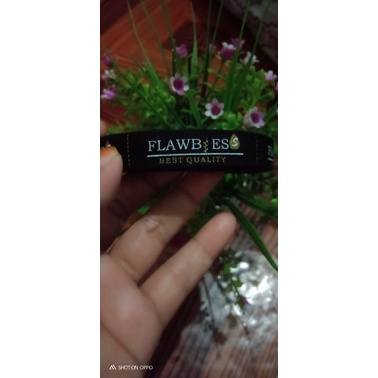 FLAWB ES
S
BEST QUALITY
SHOT ON OPPO